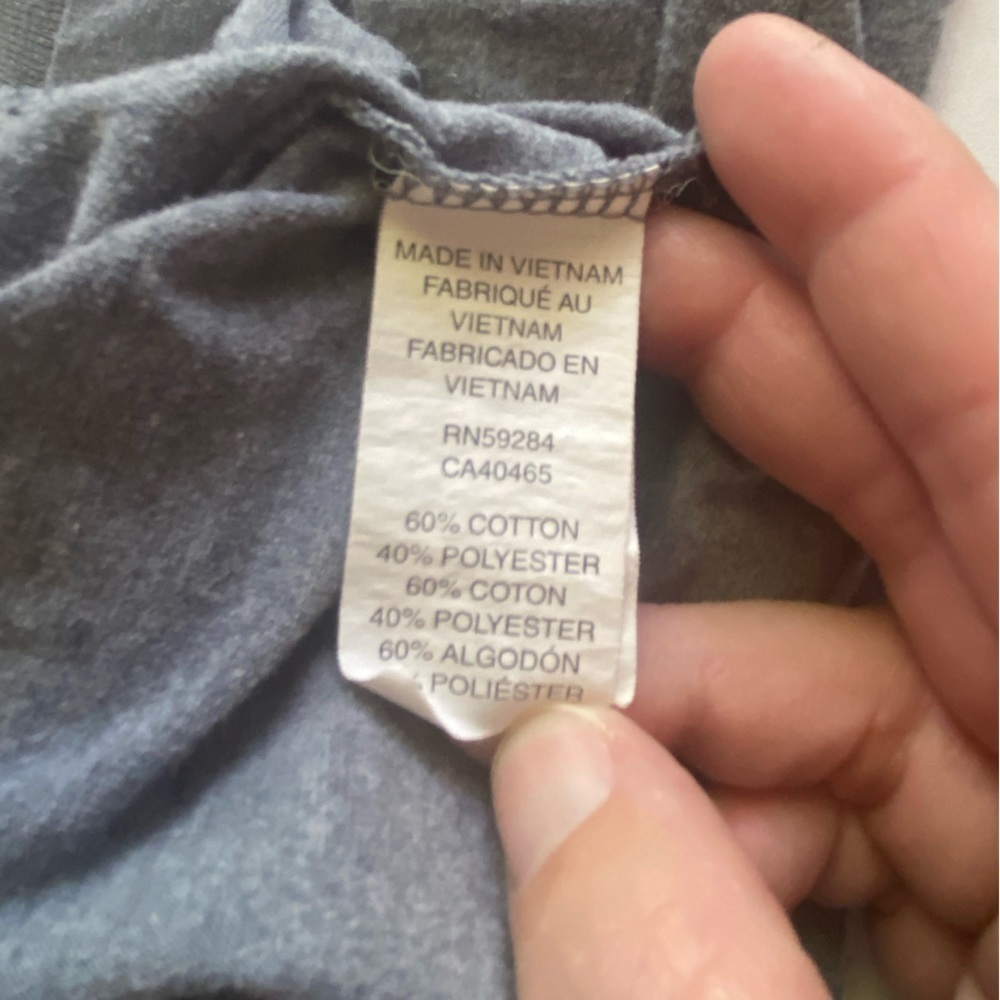 MADE IN VIETNAM
FABRIQUÉ AU
VIETNAM
FABRICADO EN
VIETNAM
RN59284
CA40465
60% COTTON
40% POLYESTER
60% COTON
40% POLYESTER
60% ALGODÓN
POLIÉSTER